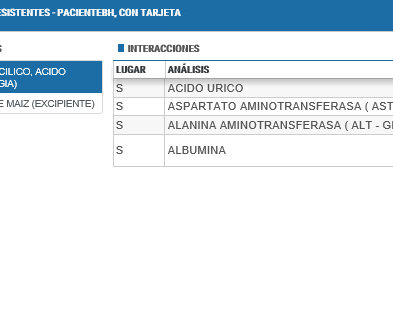 ESISTENTES - PACIENTEBH, CON TARJETA
S
INTERACCIONES
CILICO, ACIDO
GIA)
E MAIZ (EXCIPIENTE)
LUGAR ANÁLISIS
S ACIDO URICO
S ASPARTATO AMINOTRANSFERASA ( AST
S ALANINA AMINOTRANSFERASA ( ALT - G
S ALBUMINA